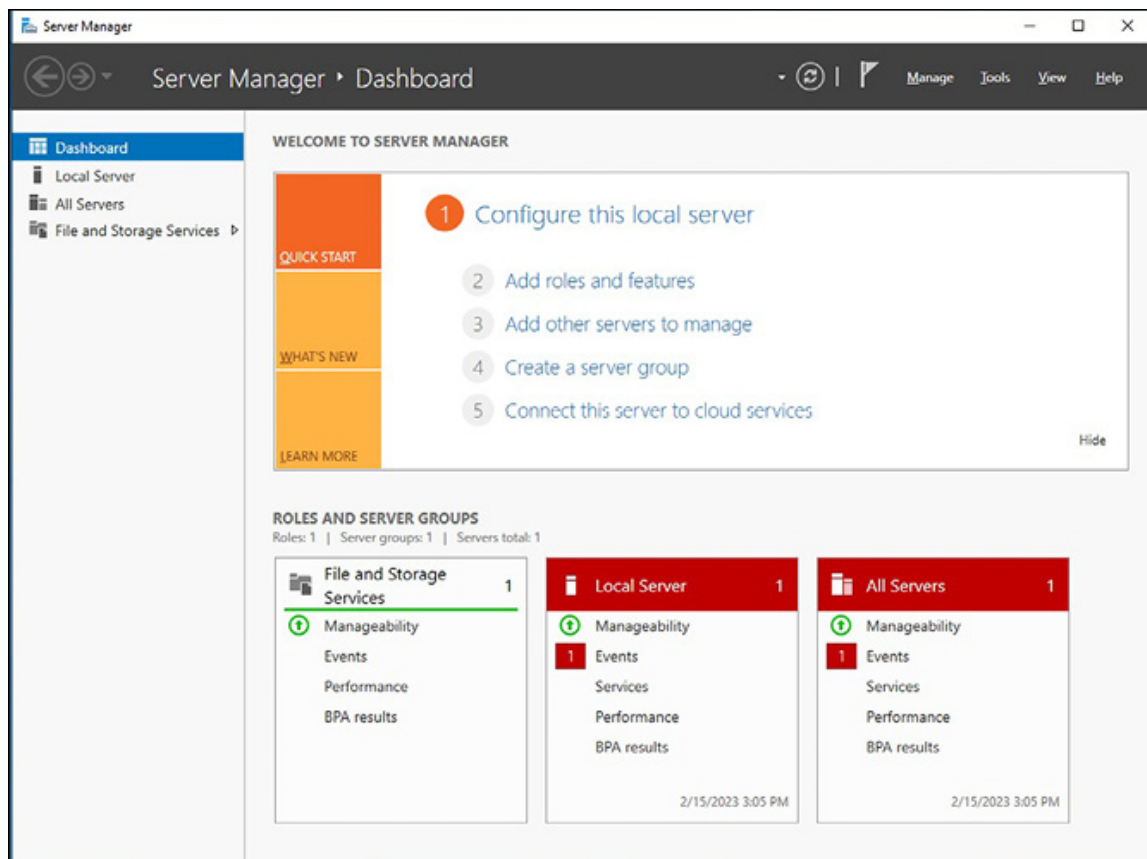 Server Manager
Server Manager ‣ Dashboard
Manage Tools View Help
Dashboard
Local Server
All Servers
File and Storage Services
WELCOME TO SERVER MANAGER
QUICK START
WHAT'S NEW
LEARN MORE
1 Configure this local server
2 Add roles and features
3 Add other servers to manage
4 Create a server group
5 Connect this server to cloud services
Hide
ROLES AND SERVER GROUPS
Roles: 1 | Server groups: 1 | Servers total: 1
File and Storage
Services 1
Manageability
Events
Performance
BPA results
Local Server 1
Manageability
1 Events
Services
Performance
BPA results
2/15/2023 3:05 PM
All Servers 1
Manageability
1 Events
Services
Performance
BPA results
2/15/2023 3:05 PM